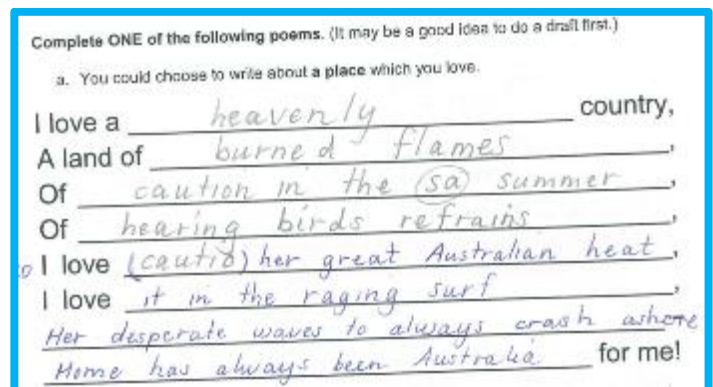 Complete ONE of the following poems. (It may be a good idea to do a draft first.)
a. You could choose to write about a place which you love.
I love a heavenly country,
A land of burned flames,
Of caution in the (sa) summer,
Of hearing birds refrains,
I love (cautio) her great Australian heat,
I love it in the raging surf,
Her desperate waves to always crash ashore
Home has always been Australia for me!